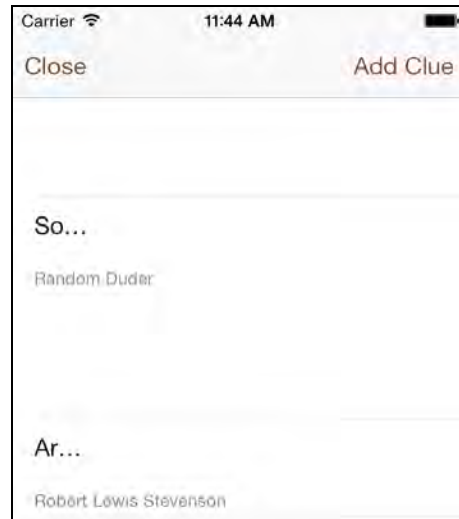 Carrier 11:44 AM
Close Add Clue
So...
Random Duder
Ar...
Robert Lewis Stevenson